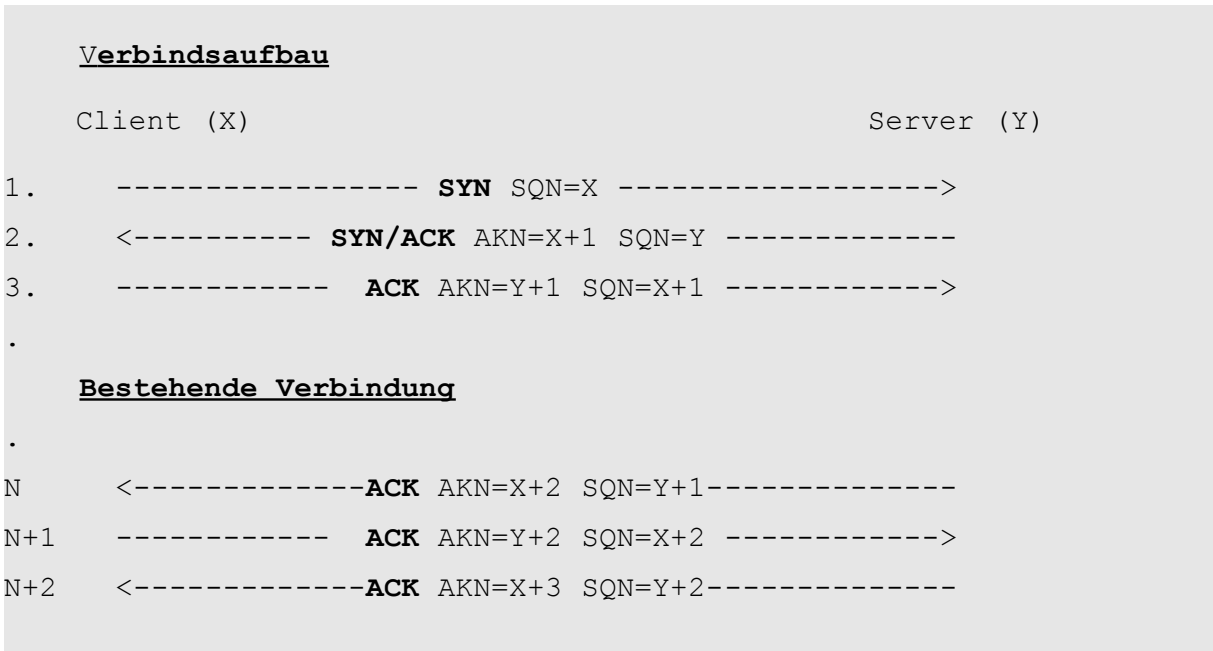 Verbindsaufbau
Client (X) Server (Y)
1. ----------------- SYN SQN=X ------------------>
2. <---------- SYN/ACK AKN=X+1 SQN=Y -------------
3. ------------ ACK AKN=Y+1 SQN=X+1 ------------>
.
Bestehende Verbindung
.
N <-------------ACK AKN=X+2 SQN=Y+1--------------
N+1 ------------ ACK AKN=Y+2 SQN=X+2 ------------>
N+2 <-------------ACK AKN=X+3 SQN=Y+2--------------